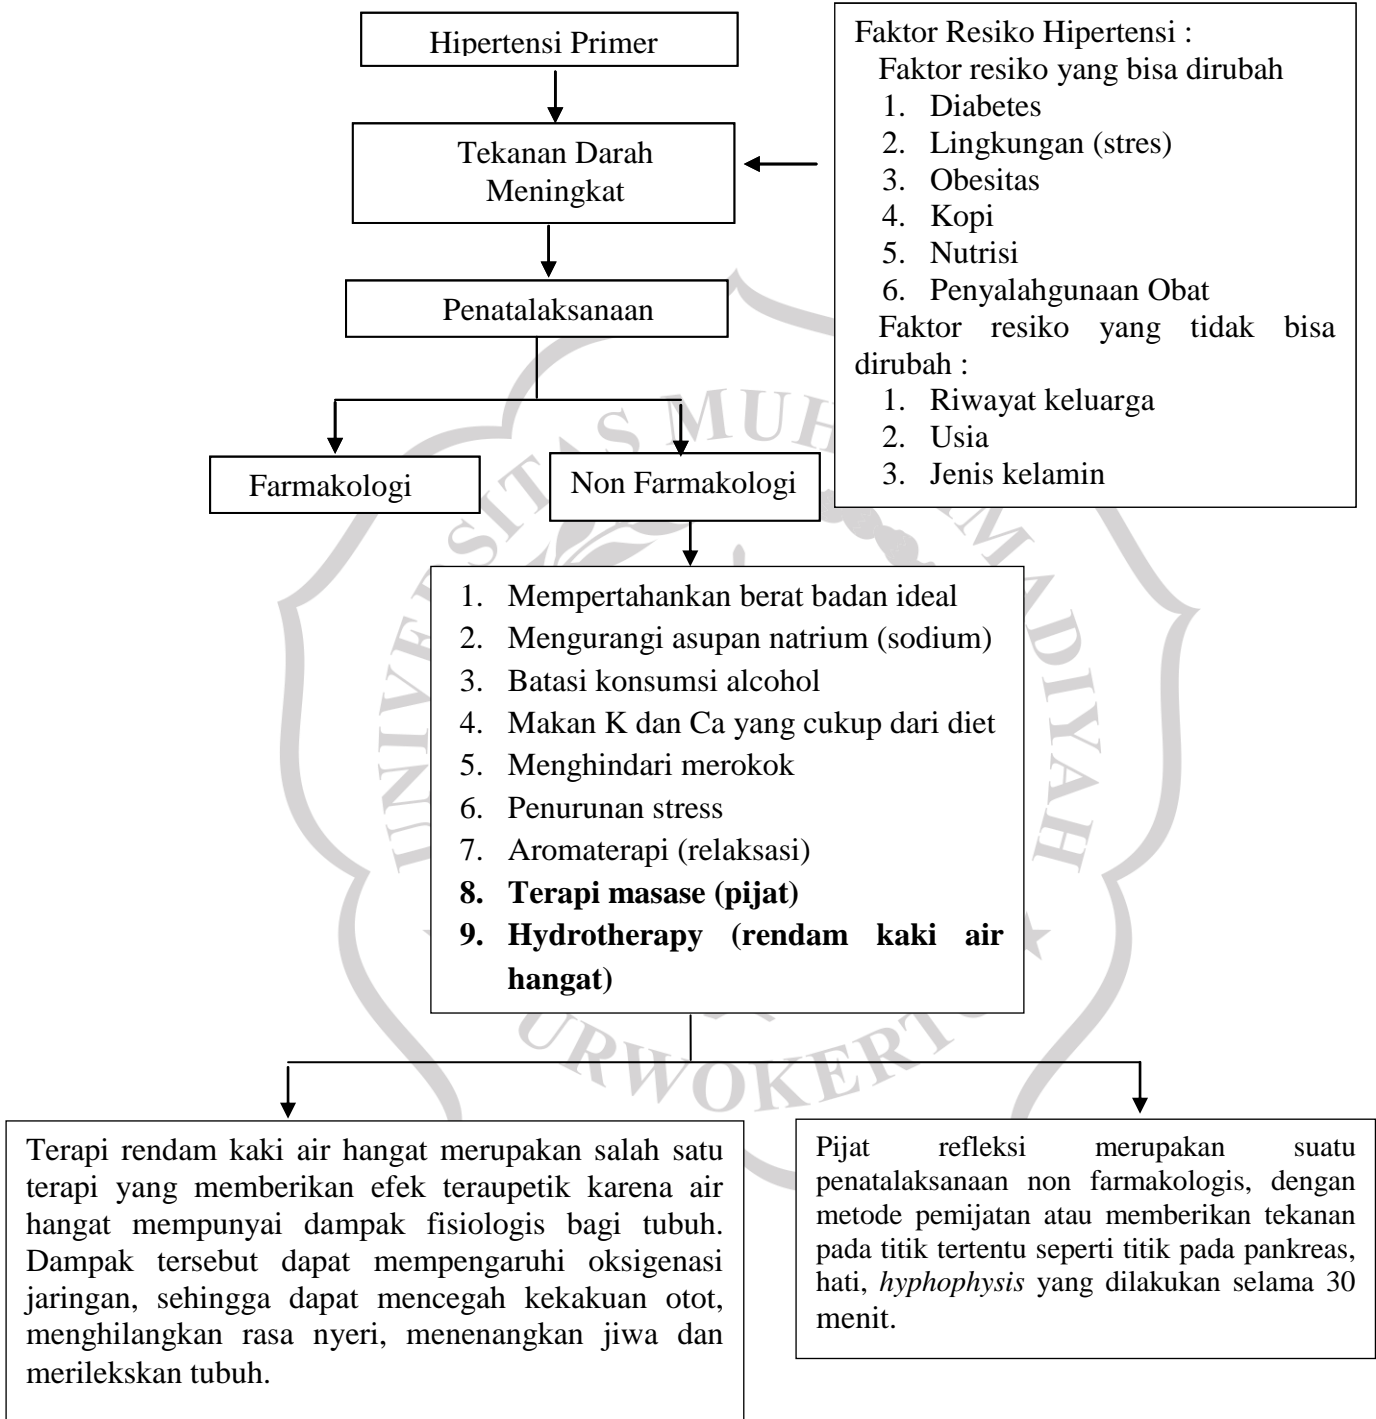 Hipertensi Primer
Faktor Resiko Hipertensi :
Faktor resiko yang bisa dirubah
1. Diabetes
2. Lingkungan (stres)
3. Obesitas
4. Kopi
5. Nutrisi
6. Penyalahgunaan Obat
Faktor resiko yang tidak bisa
dirubah :
1. Riwayat keluarga
2. Usia
3. Jenis kelamin
Tekanan Darah
Meningkat
Penatalaksanaan
Farmakologi
Non Farmakologi
1. Mempertahankan berat badan ideal
2. Mengurangi asupan natrium (sodium)
3. Batasi konsumsi alcohol
4. Makan K dan Ca yang cukup dari diet
5. Menghindari merokok
6. Penurunan stress
7. Aromaterapi (relaksasi)
8. Terapi masase (pijat)
9. Hydrotherapy (rendam kaki air
hangat)
Terapi rendam kaki air hangat merupakan salah satu
terapi yang memberikan efek teraupetik karena air
hangat mempunyai dampak fisiologis bagi tubuh.
Dampak tersebut dapat mempengaruhi oksigenasi
jaringan, sehingga dapat mencegah kekakuan otot,
menghilangkan rasa nyeri, menenangkan jiwa dan
merilekskan tubuh.
Pijat refleksi merupakan suatu
penatalaksanaan non farmakologis, dengan
metode pemijatan atau memberikan tekanan
pada titik tertentu seperti titik pada pankreas,
hati, hyphophysis yang dilakukan selama 30
menit.